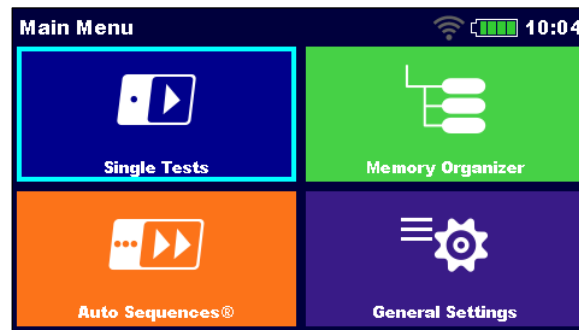 Main Menu 10:04
Single Tests Memory Organizer
Auto Sequences® General Settings